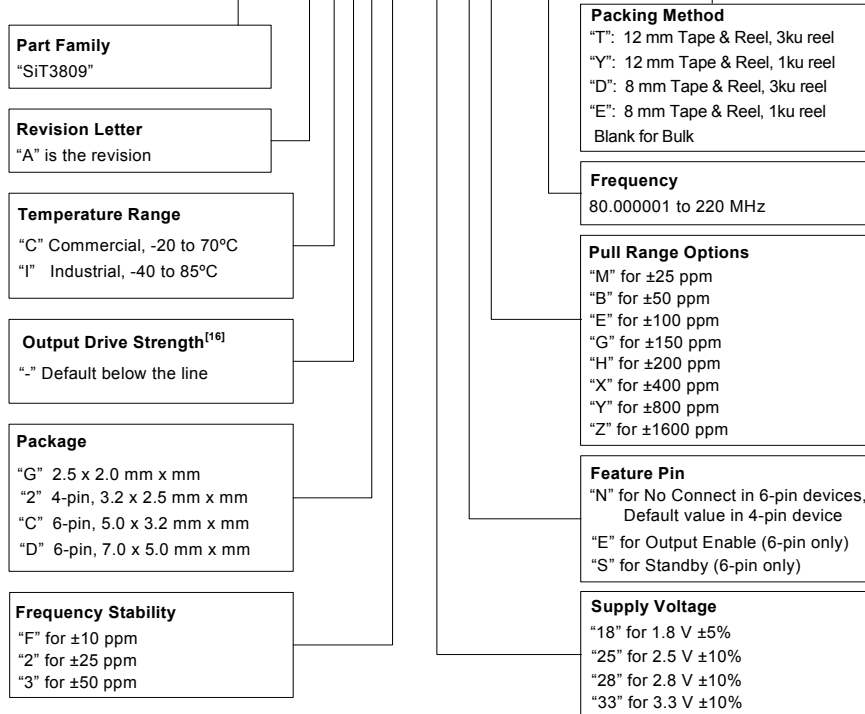 Part Family
“SiT3809”
Revision Letter
“A” is the revision
Temperature Range
“C” Commercial, -20 to 70ºC
“I” Industrial, -40 to 85ºC
Output Drive Strength[16]
“-” Default below the line
Package
“G” 2.5 x 2.0 mm x mm
“2” 4-pin, 3.2 x 2.5 mm x mm
“C” 6-pin, 5.0 x 3.2 mm x mm
“D” 6-pin, 7.0 x 5.0 mm x mm
Frequency Stability
“F” for ±10 ppm
“2” for ±25 ppm
“3” for ±50 ppm
Packing Method
“T”: 12 mm Tape & Reel, 3ku reel
“Y”: 12 mm Tape & Reel, 1ku reel
“D”: 8 mm Tape & Reel, 3ku reel
“E”: 8 mm Tape & Reel, 1ku reel
Blank for Bulk
Frequency
80.000001 to 220 MHz
Pull Range Options
“M” for ±25 ppm
“B” for ±50 ppm
“E” for ±100 ppm
“G” for ±150 ppm
“H” for ±200 ppm
“X” for ±400 ppm
“Y” for ±800 ppm
“Z” for ±1600 ppm
Feature Pin
“N” for No Connect in 6-pin devices,
Default value in 4-pin device
“E” for Output Enable (6-pin only)
“S” for Standby (6-pin only)
Supply Voltage
“18” for 1.8 V ±5%
“25” for 2.5 V ±10%
“28” for 2.8 V ±10%
“33” for 3.3 V ±10%